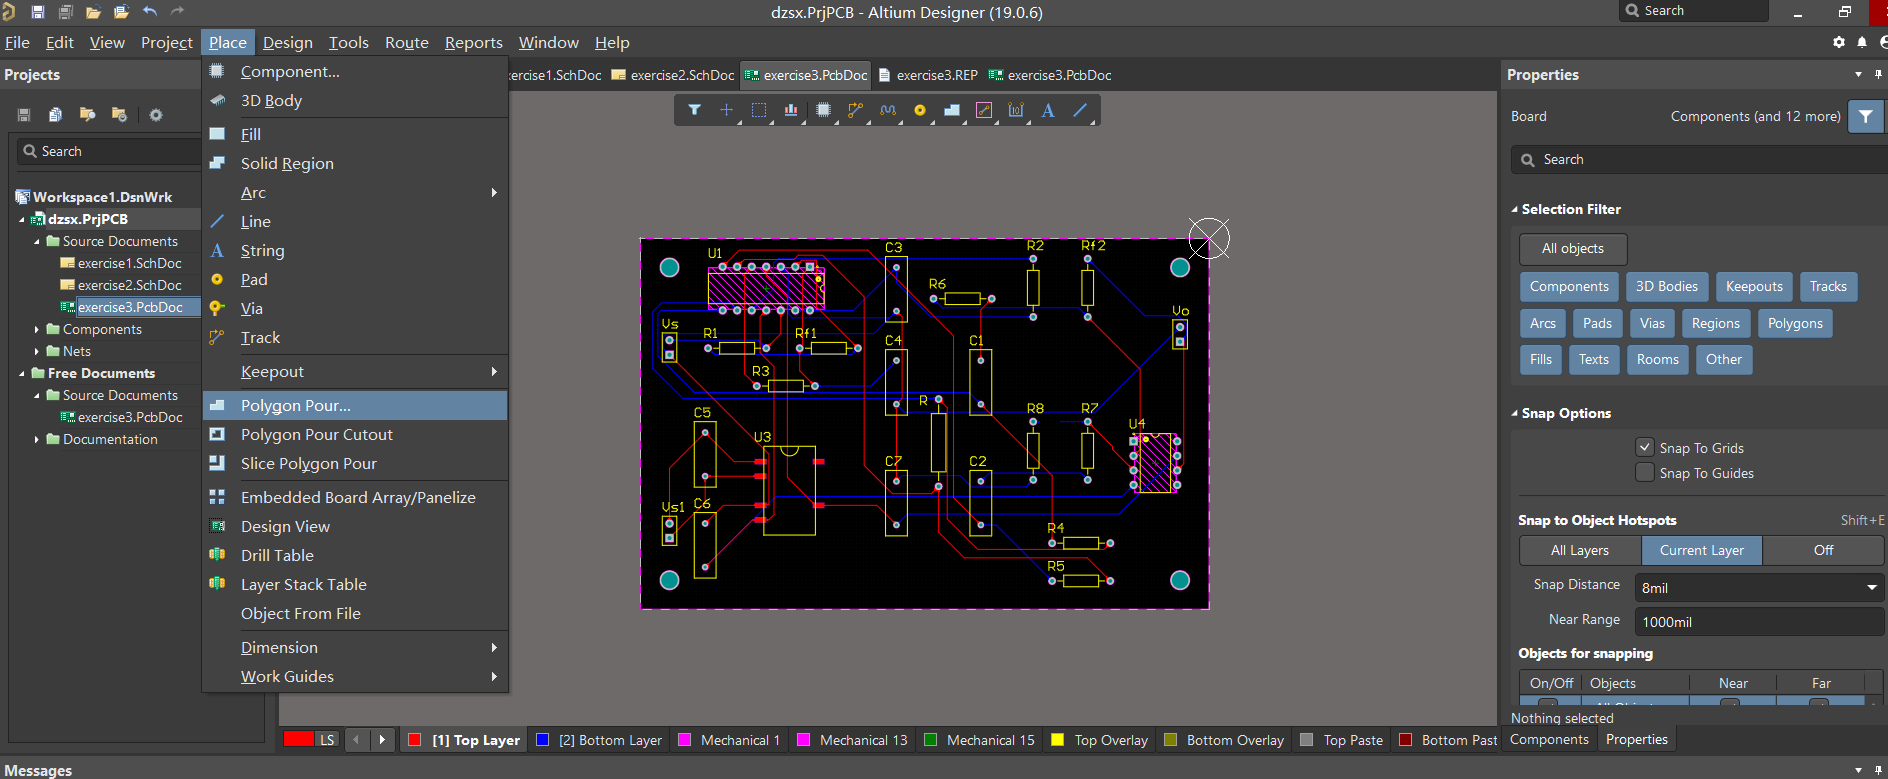 dzsx.PrjPCB - Altium Designer (19.0.6)
Search
File Edit View Project Place Design Tools Route Reports Window Help
Projects
Search
Workspace1.DsnWrk
dzsx.PrjPCB
Source Documents
exercise1.SchDoc
exercise2.SchDoc
exercise3.PcbDoc
Components
Nets
Free Documents
Source Documents
exercise3.PcbDoc
Documentation
Component...
3D Body
Fill
Solid Region
Arc
Line
String
Pad
Via
Track
Keepout
Polygon Pour...
Polygon Pour Cutout
Slice Polygon Pour
Embedded Board Array/Panelize
Design View
Drill Table
Layer Stack Table
Object From File
Dimension
Work Guides
ercise1.SchDoc exercise2.SchDoc exercise3.PcbDoc exercise3.REP exercise3.PcbDoc
U1 C3 R2 Rf2
R6
Vs R1 Rf1 C4 C1 Vo
R3
C5 R R8 R7 U4
U3
C7 C2
Vs1 C6
R4
R5
LS [1] Top Layer [2] Bottom Layer Mechanical 1 Mechanical 13 Mechanical 15 Top Overlay Bottom Overlay Top Paste Bottom Past
Properties
Board Components (and 12 more)
Search
Selection Filter
All objects
Components 3D Bodies Keepouts Tracks
Arcs Pads Vias Regions Polygons
Fills Texts Rooms Other
Snap Options
Snap To Grids
Snap To Guides
Snap to Object Hotspots Shift+E
All Layers Current Layer Off
Snap Distance 8mil
Near Range 1000mil
Objects for snapping
On/Off Objects Near Far
Nothing selected
Components Properties
Messages